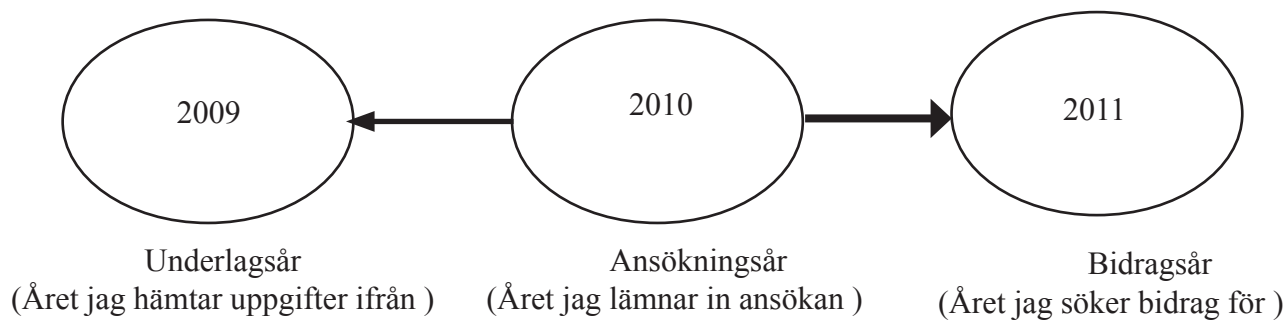 2009
2010
2011
Underlagsår
(Året jag hämtar uppgifter ifrån )
Ansökningsår
(Året jag lämnar in ansökan )
Bidragsår
(Året jag söker bidrag för )